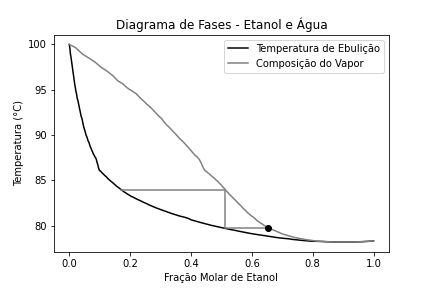 Diagrama de Fases - Etanol e Água
Temperatura de Ebulição
Composição do Vapor
Temperatura (°C)
100
95
90
85
80
0.0 0.2 0.4 0.6 0.8 1.0
Fração Molar de Etanol